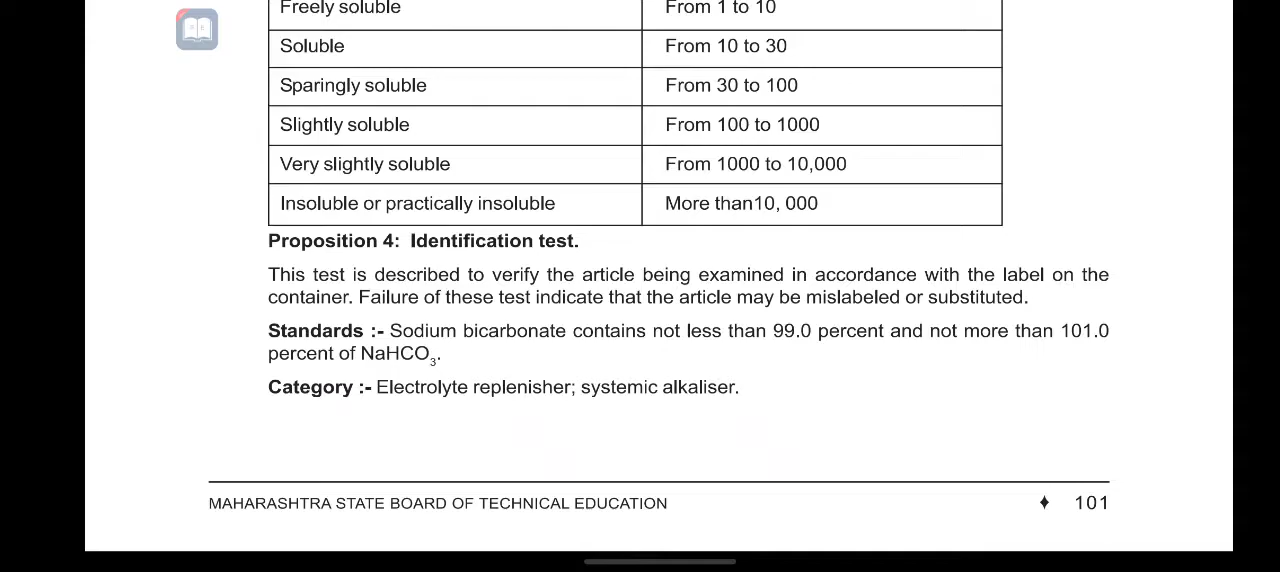 Freely soluble From 1 to 10
Soluble From 10 to 30
Sparingly soluble From 30 to 100
Slightly soluble From 100 to 1000
Very slightly soluble From 1000 to 10,000
Insoluble or practically insoluble More than10, 000
Proposition 4: Identification test.
This test is described to verify the article being examined in accordance with the label on the
container. Failure of these test indicate that the article may be mislabeled or substituted.
Standards :- Sodium bicarbonate contains not less than 99.0 percent and not more than 101.0
percent of NaHCO₃.
Category :- Electrolyte replenisher; systemic alkaliser.
MAHARASHTRA STATE BOARD OF TECHNICAL EDUCATION ♦ 101